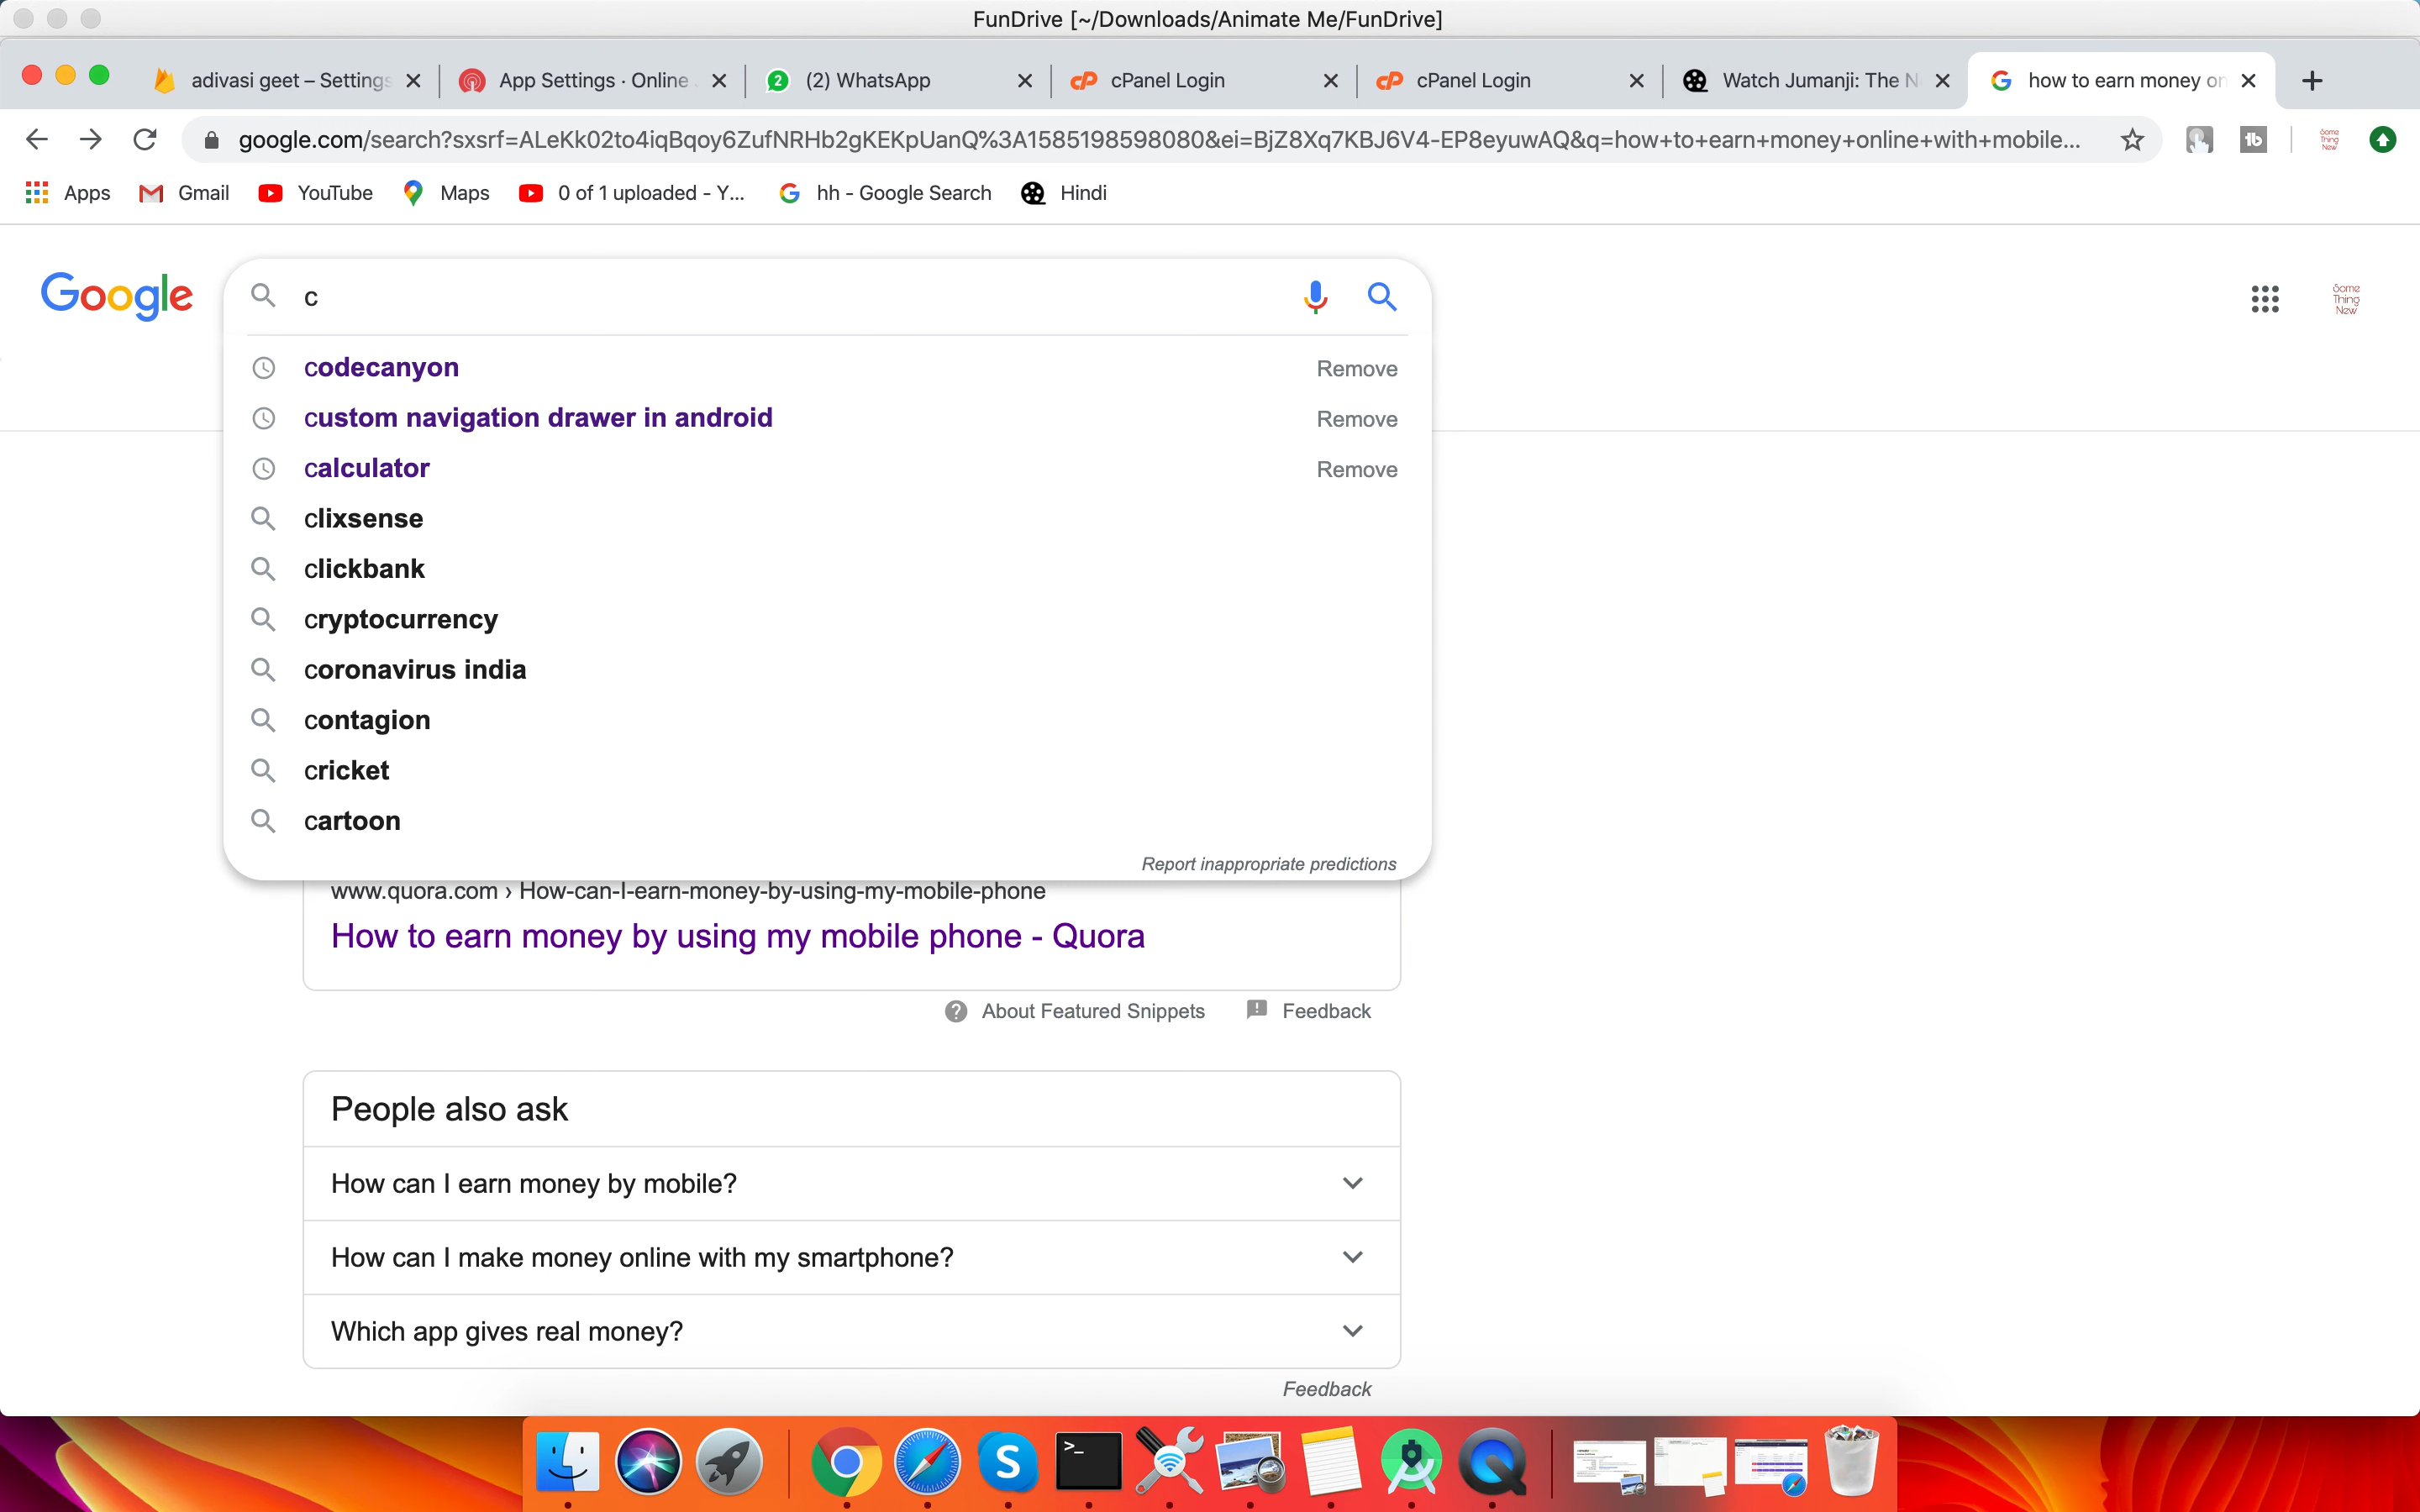 FunDrive [~/Downloads/Animate Me/FunDrive]
adivasi geet – Settings
App Settings · Online
(2) WhatsApp
cPanel Login
cPanel Login
Watch Jumanji: The N
how to earn money on
google.com/search?sxsrf=ALeKk02to4iqBqoy6ZufNRHb2gKEKpUanQ%3A1585198598080&ei=BjZ8Xq7KBJ6V4-EP8eyuwAQ&q=how+to+earn+money+online+with+mobile...
Apps
Gmail
YouTube
Maps
0 of 1 uploaded - Y...
hh - Google Search
Hindi
Google
c
Some
Thing
New
codecanyon
Remove
custom navigation drawer in android
Remove
calculator
Remove
clixsense
clickbank
cryptocurrency
coronavirus india
contagion
cricket
cartoon
Report inappropriate predictions
www.quora.com › How-can-I-earn-money-by-using-my-mobile-phone
How to earn money by using my mobile phone - Quora
About Featured Snippets
Feedback
People also ask
How can I earn money by mobile?
How can I make money online with my smartphone?
Which app gives real money?
Feedback